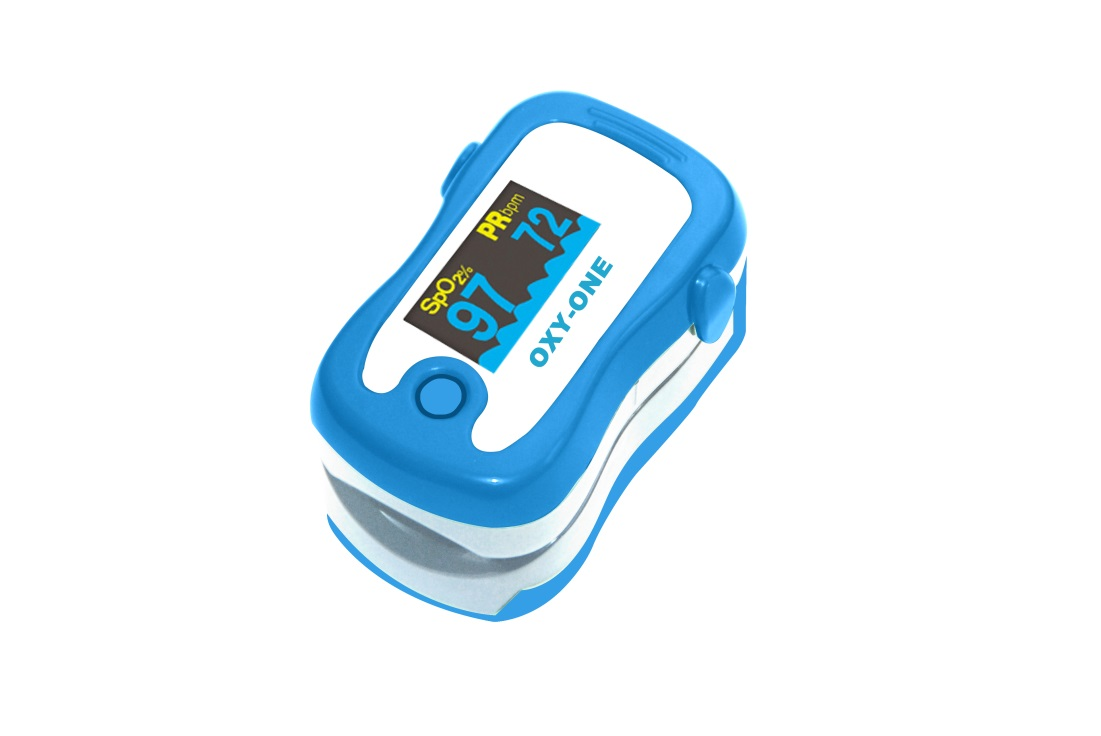 SpO2%
PRbpm
97
72
OXY-ONE